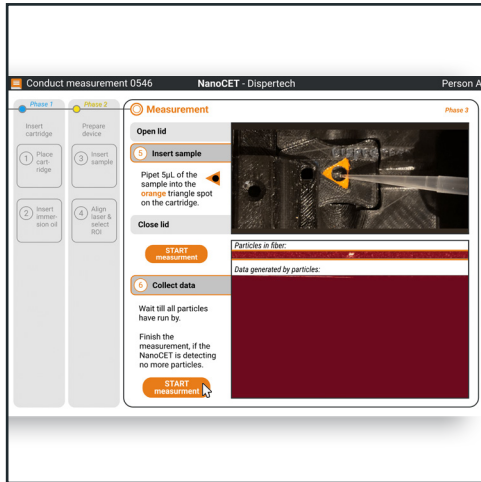 Conduct measurement 0546
NanoCET - Dispertech
Person A
Phase 1
Insert
cartridge
1 Place
cart-
ridge
2 Insert
immer-
sion oil
Phase 2
Prepare
device
3 Insert
sample
4 Align
laser &
select
ROI
Measurement
Phase 3
Open lid
5 Insert sample
Pipet 5µL of the
sample into the
orange triangle spot
on the cartridge.
Close lid
START
measurment
6 Collect data
Wait till all particles
have run by.
Finish the
measurement, if the
NanoCET is detecting
no more particles.
START
measurment
Particles in fiber:
Data generated by particles: